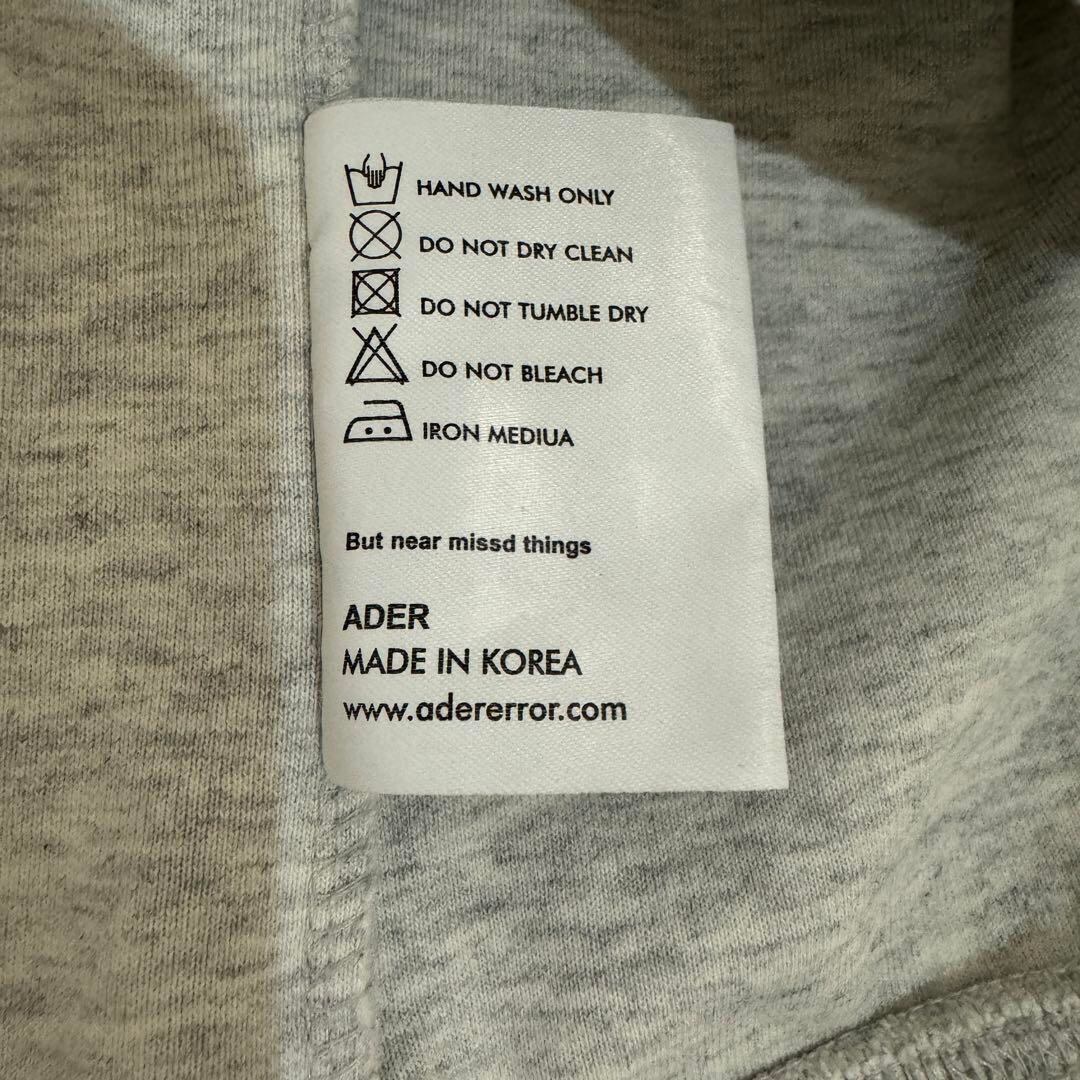 HAND WASH ONLY
DO NOT DRY CLEAN
DO NOT TUMBLE DRY
DO NOT BLEACH
IRON MEDIUA
But near missd things
ADER
MADE IN KOREA
www.adererror.com